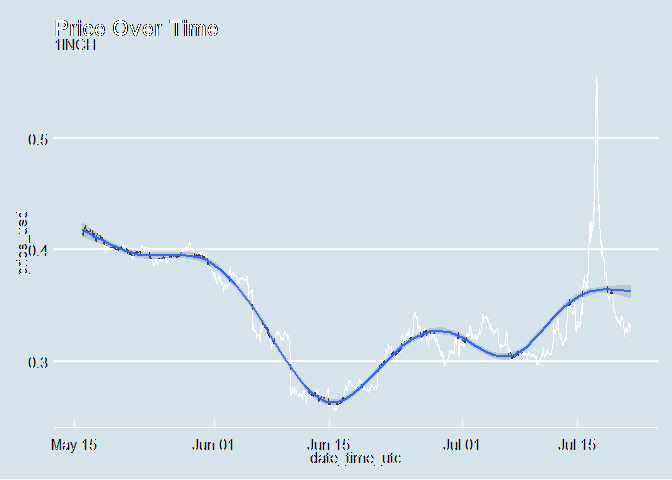 Price Over Time
1INCH
price_usd
0.5
0.4
0.3
May 15
Jun 01
Jun 15
Jul 01
Jul 15
date_time_utc